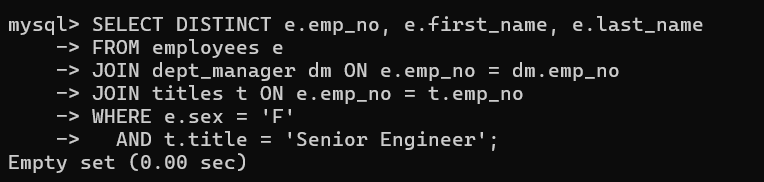 mysql> SELECT DISTINCT e.emp_no, e.first_name, e.last_name
    -> FROM employees e
    -> JOIN dept_manager dm ON e.emp_no = dm.emp_no
    -> JOIN titles t ON e.emp_no = t.emp_no
    -> WHERE e.sex = 'F'
    ->   AND t.title = 'Senior Engineer';
Empty set (0.00 sec)